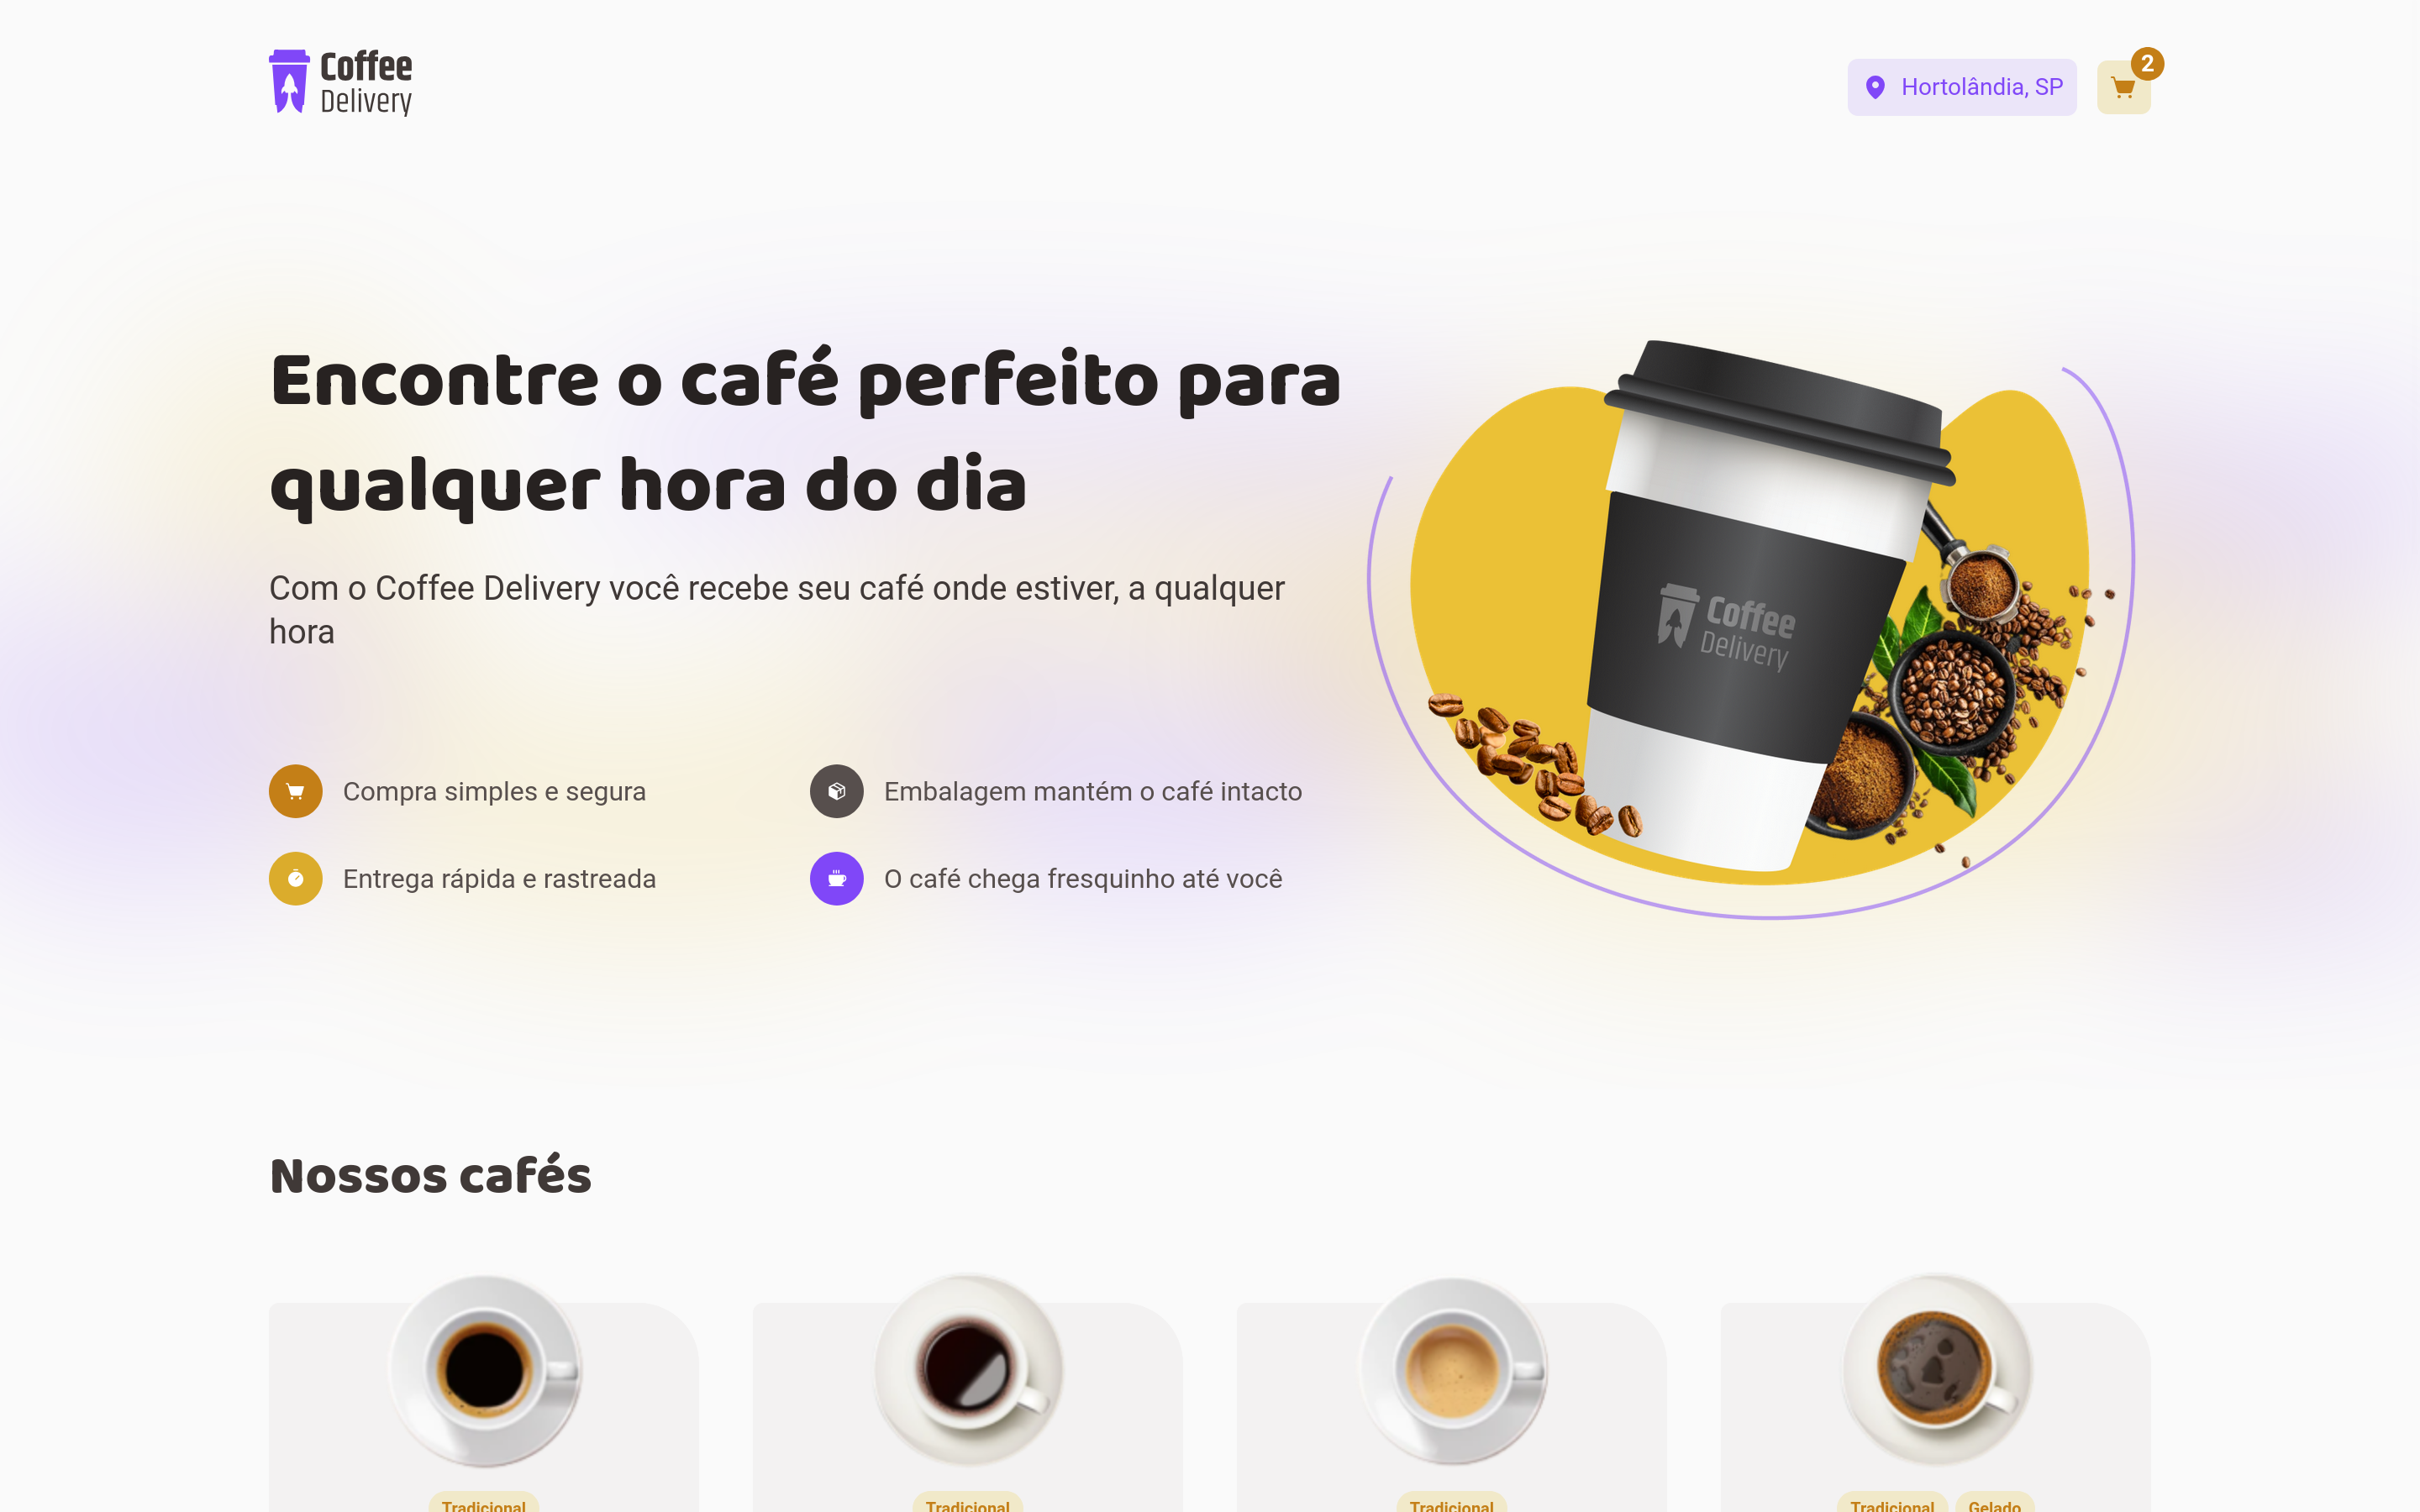 Coffee
Delivery
Hortolândia, SP
2
Encontre o café perfeito para
qualquer hora do dia
Com o Coffee Delivery você recebe seu café onde estiver, a qualquer
hora
Compra simples e segura
Embalagem mantém o café intacto
Entrega rápida e rastreada
O café chega fresquinho até você
Coffee
Delivery
Nossos cafés
Tradicional
Tradicional
Tradicional
Tradicional Gelado